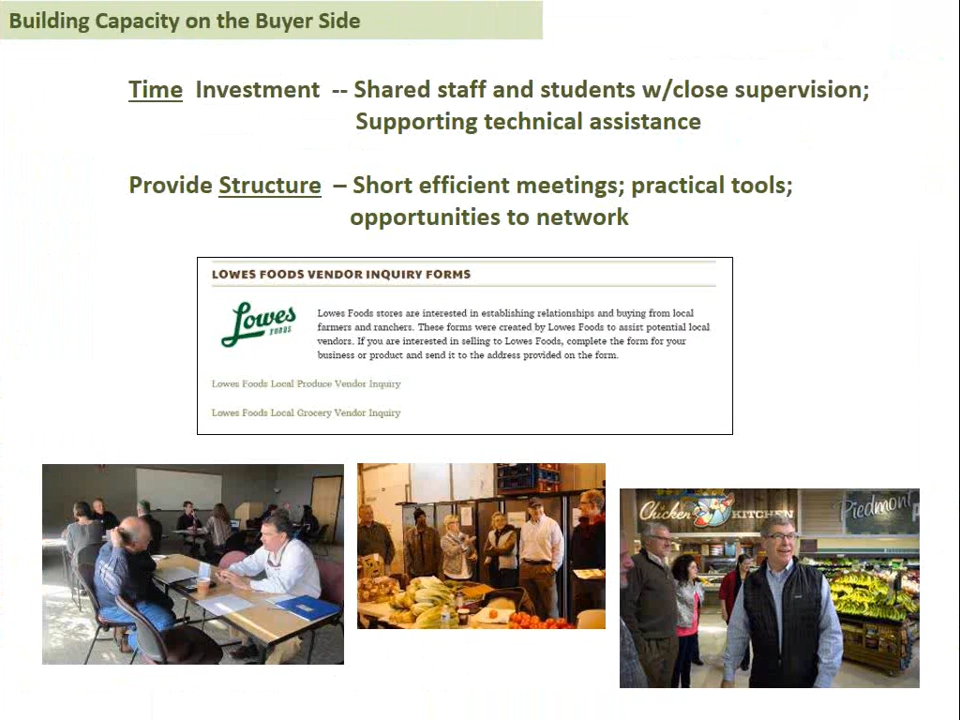 Building Capacity on the Buyer Side
Time Investment -- Shared staff and students w/close supervision;
Supporting technical assistance
Provide Structure – Short efficient meetings; practical tools;
opportunities to network
LOWES FOODS VENDOR INQUIRY FORMS
Lowes
FOODS
Lowes Foods stores are interested in establishing relationships and buying from local
farmers and ranchers. These forms were created by Lowes Foods to assist potential local
vendors. If you are interested in selling to Lowes Foods, complete the form for your
business or product and send it to the address provided on the form.
Lowes Foods Local Produce Vendor Inquiry
Lowes Foods Local Grocery Vendor Inquiry
Chicken KITCHEN
Piedmont